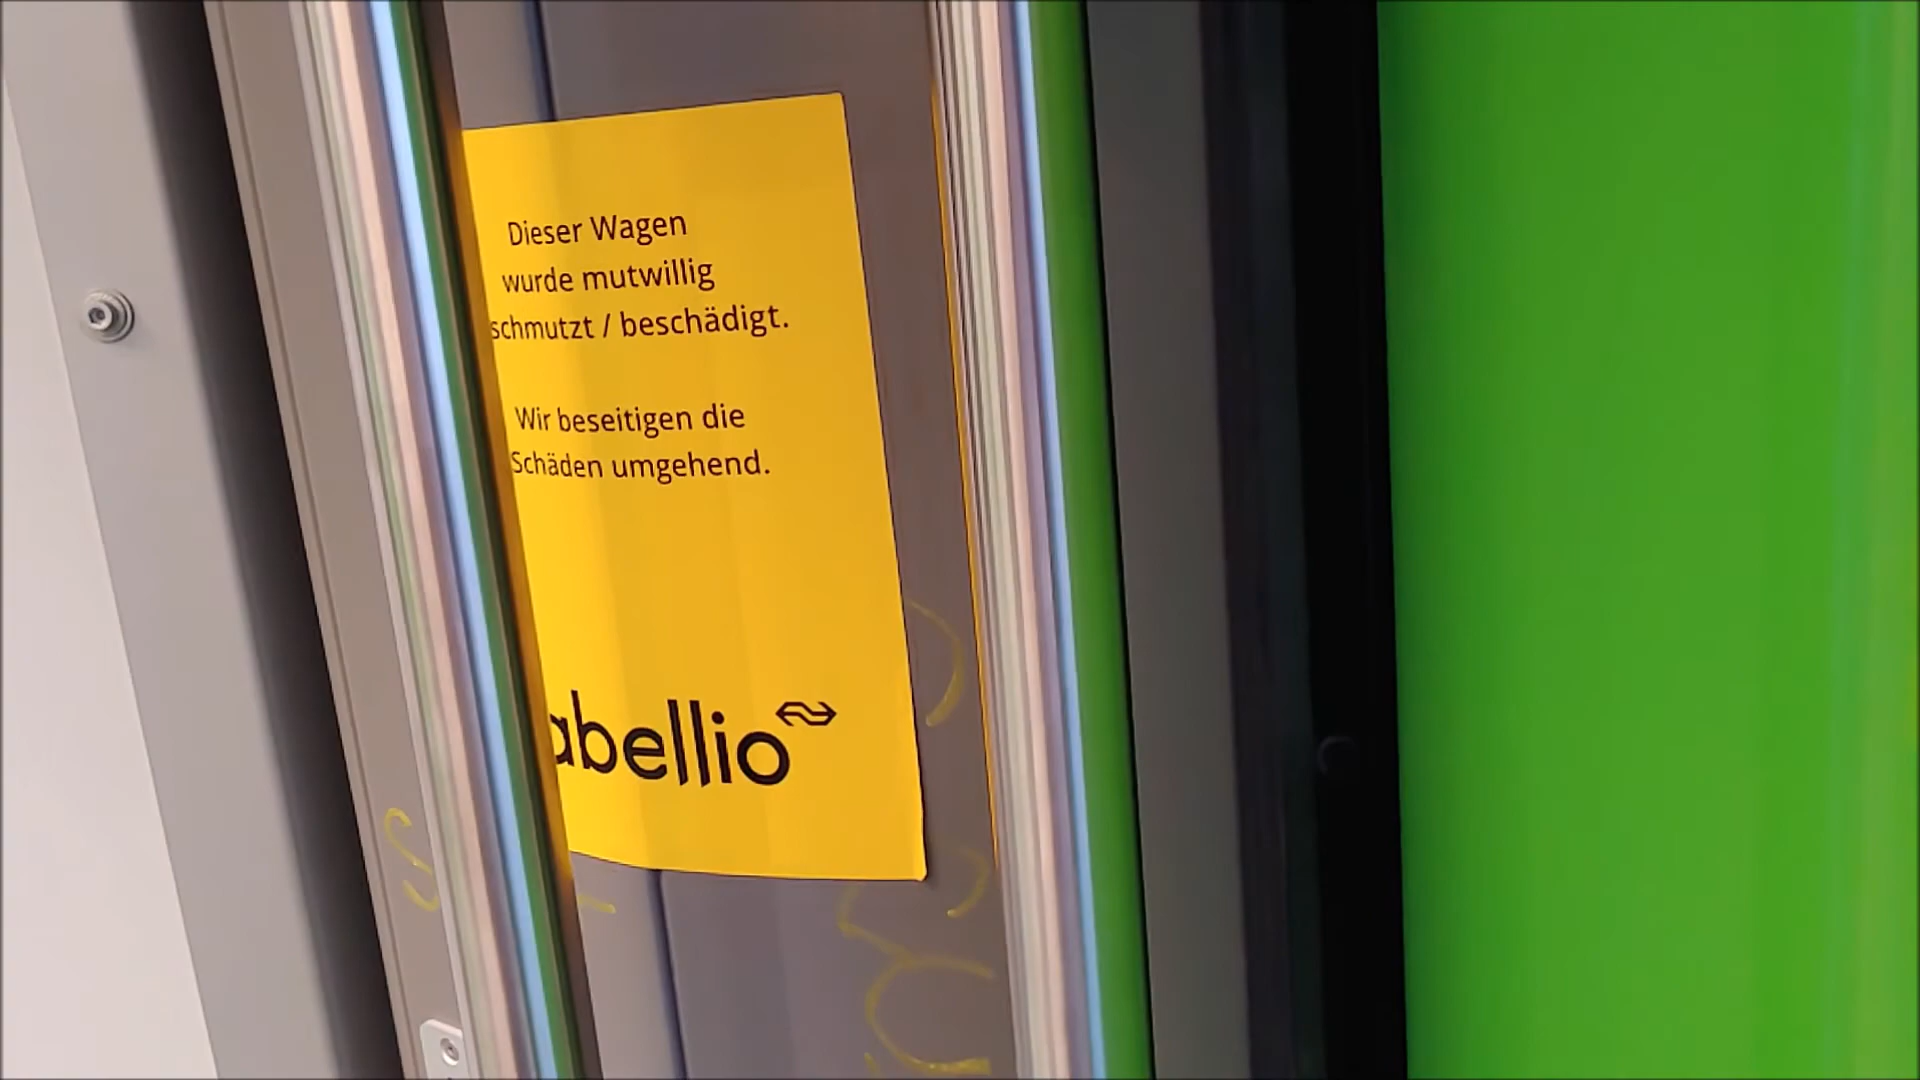 Dieser Wagen
wurde mutwillig
schmutzt / beschädigt.
Wir beseitigen die
Schäden umgehend.
abellio